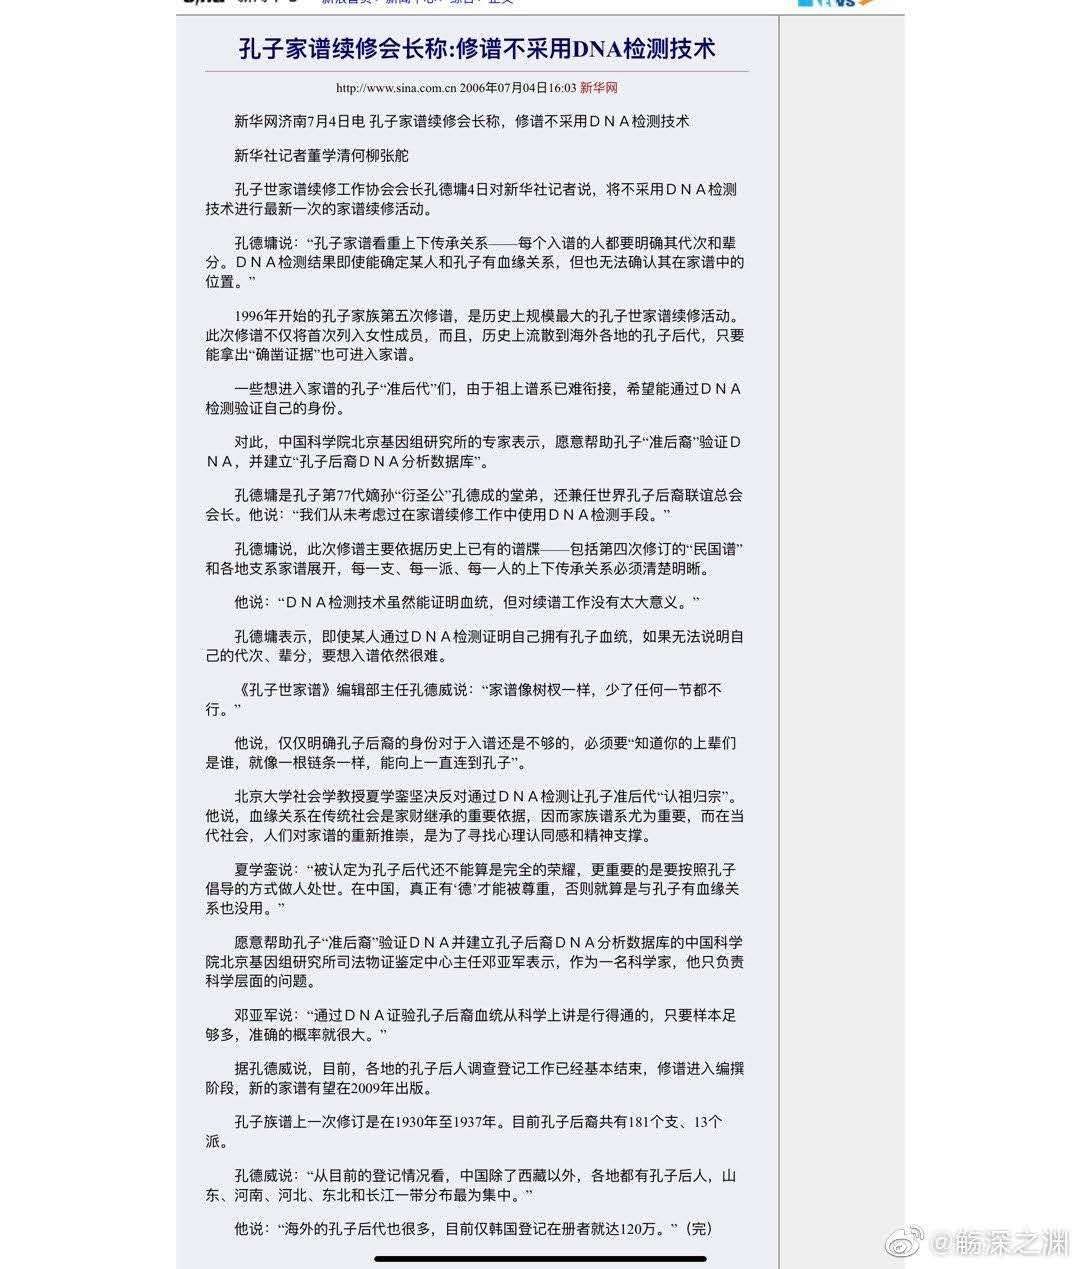 孔子家谱续修会长称:修谱不采用DNA检测技术
http://www.sina.com.cn 2006年07月04日16:03 新华网
新华网济南7月4日电 孔子家谱续修会长称，修谱不采用ＤＮＡ检测技术
新华社记者董学清何柳张舵
孔子世家谱续修工作协会会长孔德墉4日对新华社记者说，将不采用ＤＮＡ检测
技术进行最新一次的家谱续修活动。
孔德墉说：“孔子家谱看重上下传承关系——每个入谱的人都要明确其代次和辈
分。ＤＮＡ检测结果即使能确定某人和孔子有血缘关系，但也无法确认其在家谱中的
位置。”
1996年开始的孔子家族第五次修谱，是历史上规模最大的孔子世家谱续修活动。
此次修谱不仅将首次列入女性成员，而且，历史上流散到海外各地的孔子后代，只要
能拿出“确凿证据”也可进入家谱。
一些想进入家谱的孔子“准后代”们，由于祖上谱系已难衔接，希望能通过ＤＮＡ
检测验证自己的身份。
对此，中国科学院北京基因组研究所的专家表示，愿意帮助孔子“准后裔”验证Ｄ
ＮＡ，并建立“孔子后裔ＤＮＡ分析数据库”。
孔德墉是孔子第77代嫡孙“衍圣公”孔德成的堂弟，还兼任世界孔子后裔联谊总会
会长。他说：“我们从未考虑过在家谱续修工作中使用ＤＮＡ检测手段。”
孔德墉说，此次修谱主要依据历史上已有的谱牒——包括第四次修订的“民国谱”
和各地支系家谱展开，每一支、每一派、每一人的上下传承关系必须清楚明晰。
他说：“ＤＮＡ检测技术虽然能证明血统，但对续谱工作没有太大意义。”
孔德墉表示，即使某人通过ＤＮＡ检测证明自己拥有孔子血统，如果无法说明自
己的代次、辈分，要想入谱依然很难。
《孔子世家谱》编辑部主任孔德威说：“家谱像树杈一样，少了任何一节都不
行。”
他说，仅仅明确孔子后裔的身份对于入谱还是不够的，必须要“知道你的上辈们
是谁，就像一根链条一样，能向上一直连到孔子”。
北京大学社会学教授夏学銮坚决反对通过ＤＮＡ检测让孔子准后代“认祖归宗”。
他说，血缘关系在传统社会是家财继承的重要依据，因而家族谱系尤为重要，而在当
代社会，人们对家谱的重新推崇，是为了寻找心理认同感和精神支撑。
夏学銮说：“被认定为孔子后代还不能算是完全的荣耀，更重要的是要按照孔子
倡导的方式做人处世。在中国，真正有‘德’才能被尊重，否则就算是与孔子有血缘关
系也没用。”
愿意帮助孔子“准后裔”验证ＤＮＡ并建立孔子后裔ＤＮＡ分析数据库的中国科学
院北京基因组研究所司法物证鉴定中心主任邓亚军表示，作为一名科学家，他只负责
科学层面的问题。
邓亚军说：“通过ＤＮＡ证验孔子后裔血统从科学上讲是行得通的，只要样本足
够多，准确的概率就很大。”
据孔德威说，目前，各地的孔子后人调查登记工作已经基本结束，修谱进入编撰
阶段，新的家谱有望在2009年出版。
孔子族谱上一次修订是在1930年至1937年。目前孔子后裔共有181个支、13个
派。
孔德威说：“从目前的登记情况看，中国除了西藏以外，各地都有孔子后人，山
东、河南、河北、东北和长江一带分布最为集中。”
他说：“海外的孔子后代也很多，目前仅韩国登记在册者就达120万。”（完）
@觞深之渊